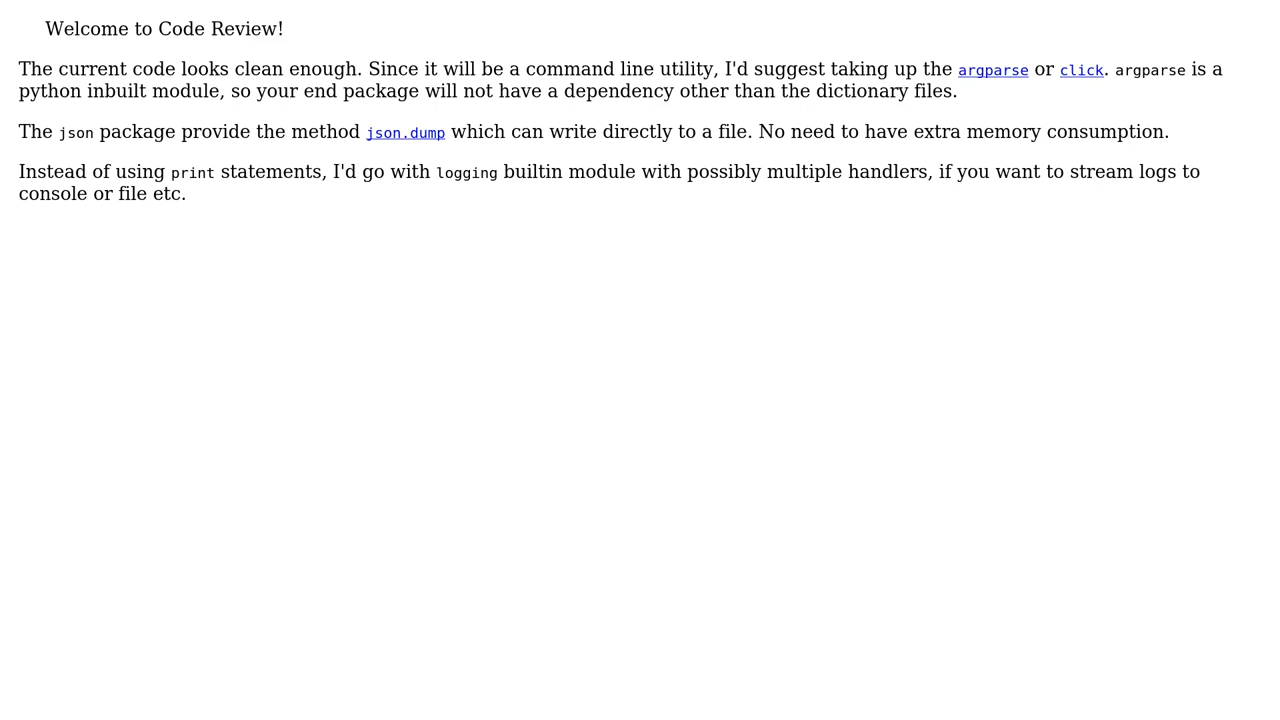 Welcome to Code Review!
The current code looks clean enough. Since it will be a command line utility, I'd suggest taking up the argparse or click. argparse is a
python inbuilt module, so your end package will not have a dependency other than the dictionary files.
The json package provide the method json.dump which can write directly to a file. No need to have extra memory consumption.
Instead of using print statements, I'd go with logging builtin module with possibly multiple handlers, if you want to stream logs to
console or file etc.